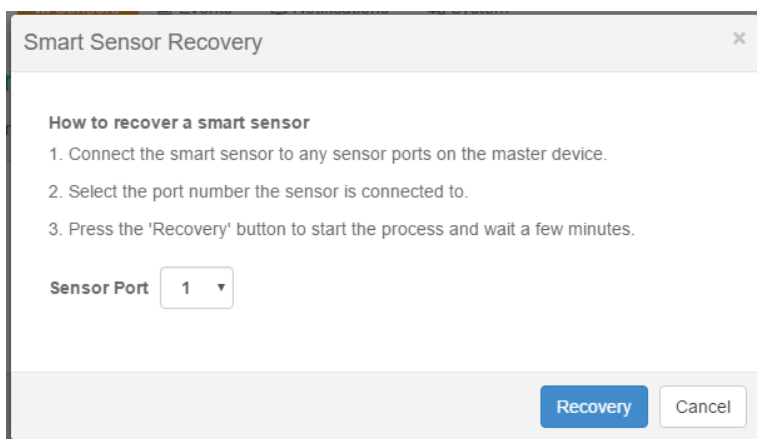 Smart Sensor Recovery
×
How to recover a smart sensor
1. Connect the smart sensor to any sensor ports on the master device.
2. Select the port number the sensor is connected to.
3. Press the 'Recovery' button to start the process and wait a few minutes.
Sensor Port 1
Recovery Cancel